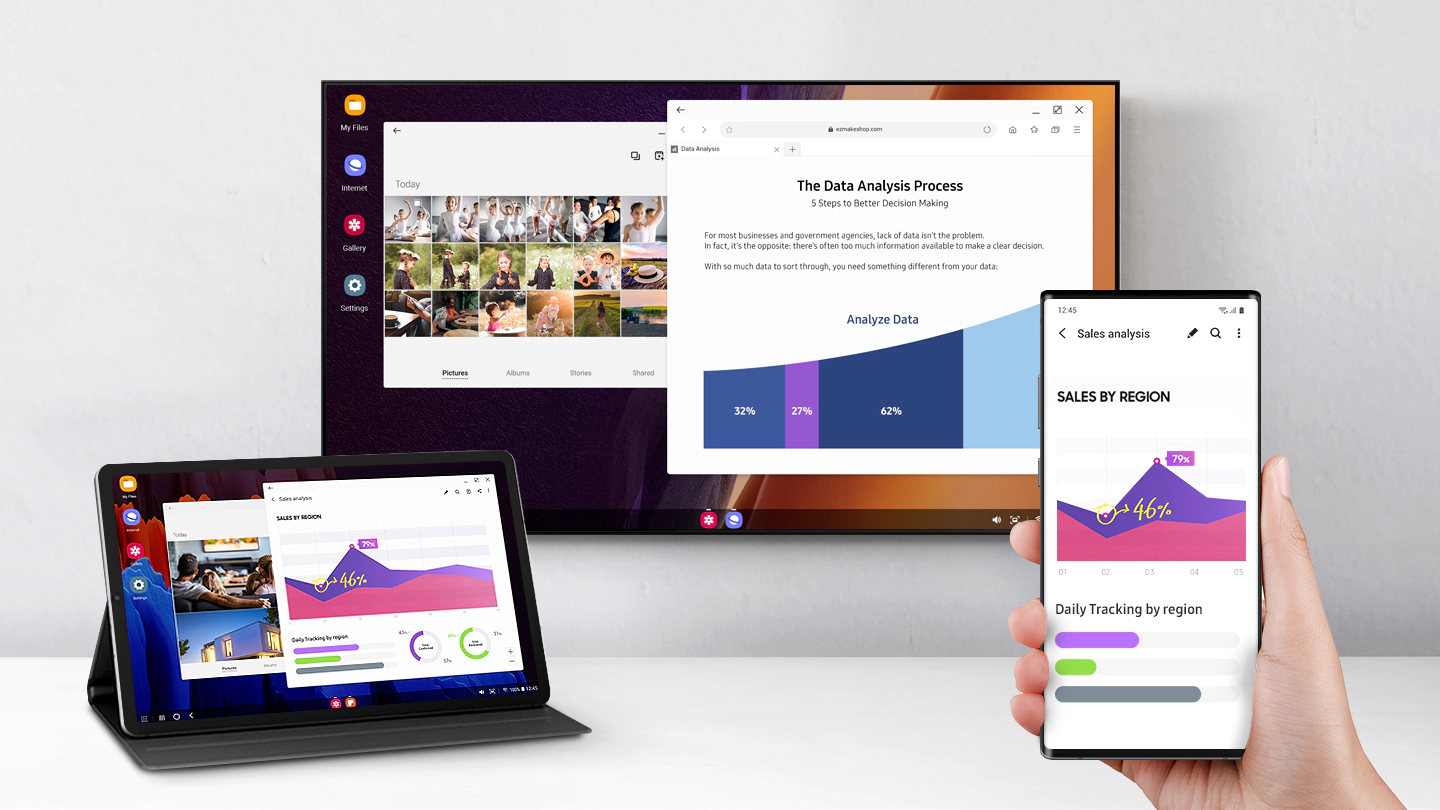 My Files
Internet
Gallery
Settings
Today
Pictures
Albums
Stories
Shared
ezmakeshop.com
Data Analysis
The Data Analysis Process
5 Steps to Better Decision Making
For most businesses and government agencies, lack of data isn't the problem.
In fact, it's the opposite: there's often too much information available to make a clear decision.
With so much data to sort through, you need something different from your data:
Analyze Data
32%
27%
62%
12:45
Sales analysis
SALES BY REGION
79%
46%
01 02 03 04 05
Daily Tracking by region
My Files
Settings
Today
Pictures
Albums
Sales analysis
SALES BY REGION
79%
46%
Daily Tracking by region
Total
Confirmed
Total
100% 12:45